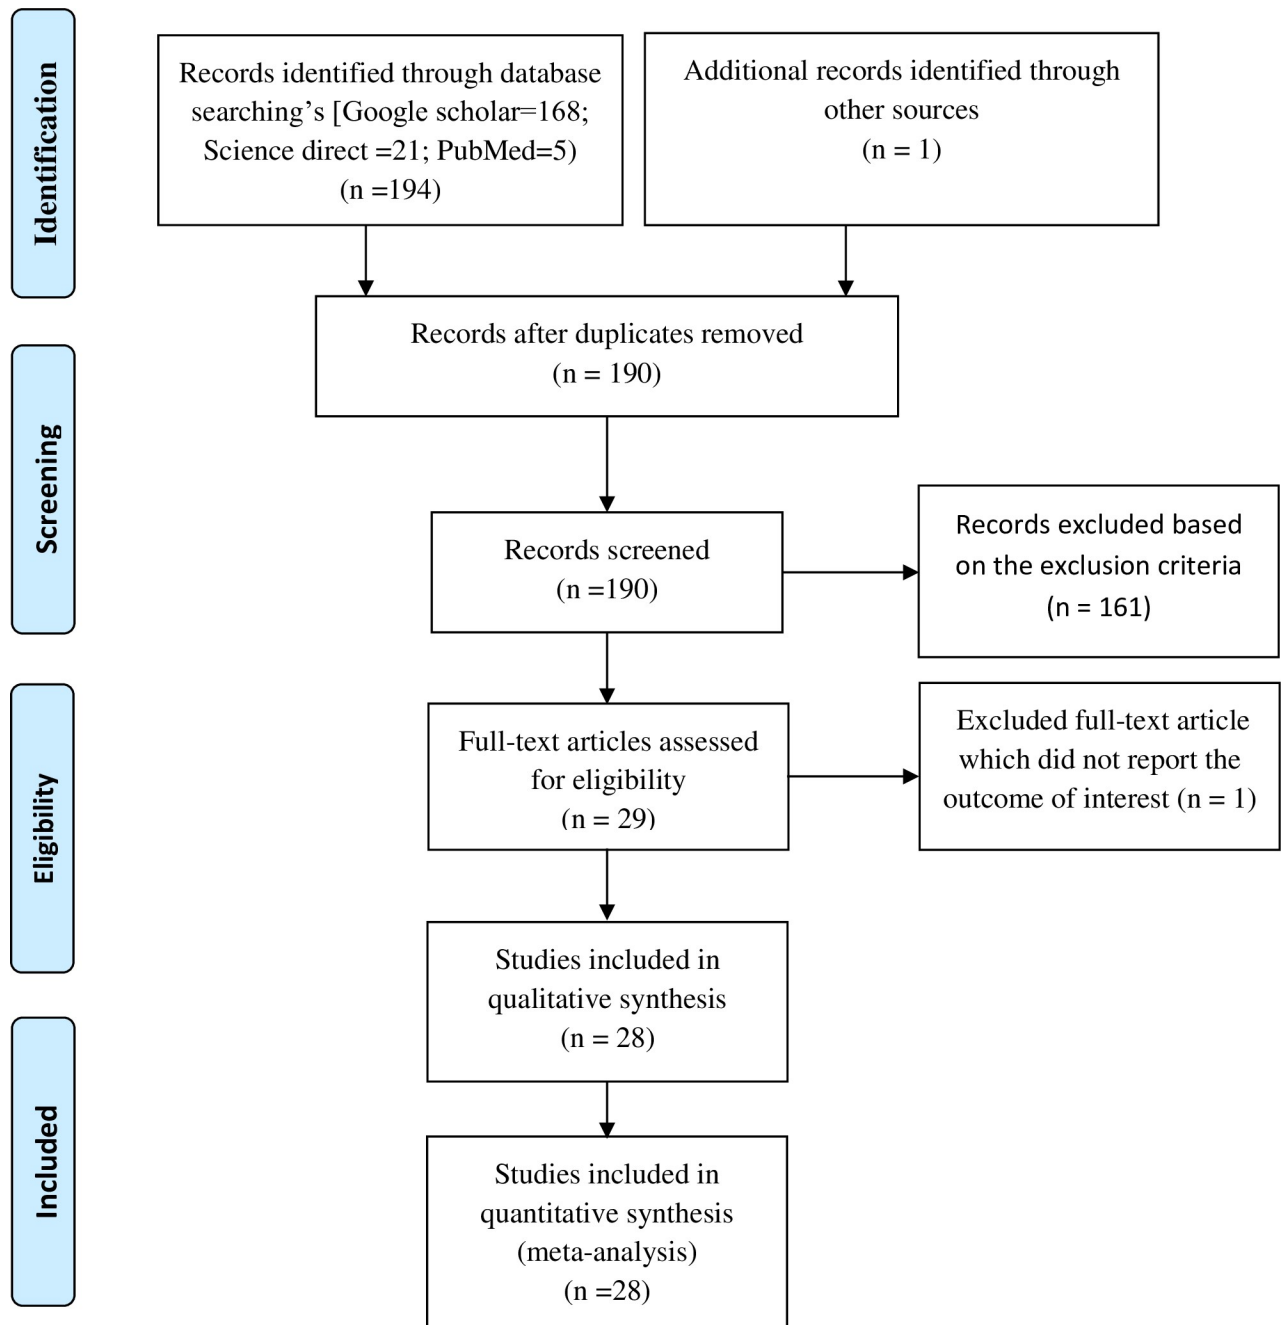 Identification
Records identified through database
searching's [Google scholar=168;
Science direct =21; PubMed=5)
(n =194)
Additional records identified through
other sources
(n = 1)
Records after duplicates removed
(n = 190)
Screening
Records screened
(n =190)
Records excluded based
on the exclusion criteria
(n = 161)
Eligibility
Full-text articles assessed
for eligibility
(n = 29)
Excluded full-text article
which did not report the
outcome of interest (n = 1)
Studies included in
qualitative synthesis
(n = 28)
Included
Studies included in
quantitative synthesis
(meta-analysis)
(n =28)